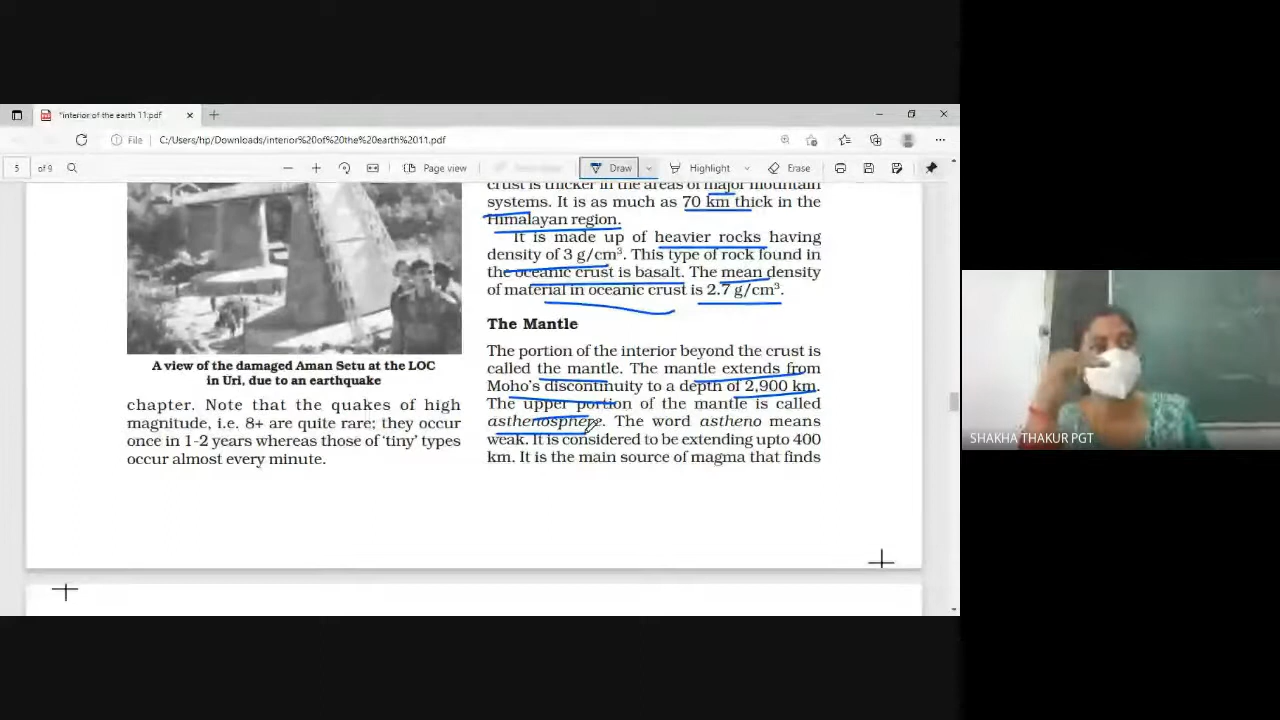 *interior of the earth 11.pdf
File
C:/Users/hp/Downloads/interior%20of%20the%20earth%2011.pdf
5 of 9
Page view
Draw
Highlight
Erase
crust is thicker in the areas of major mountain
systems. It is as much as 70 km thick in the
Himalayan region.
It is made up of heavier rocks having
density of 3 g/cm³. This type of rock found in
the oceanic crust is basalt. The mean density
of material in oceanic crust is 2.7 g/cm³.
The Mantle
The portion of the interior beyond the crust is
called the mantle. The mantle extends from
Moho's discontinuity to a depth of 2,900 km.
The upper portion of the mantle is called
asthenosphere. The word astheno means
weak. It is considered to be extending upto 400
km. It is the main source of magma that finds
A view of the damaged Aman Setu at the LOC
in Uri, due to an earthquake
chapter. Note that the quakes of high
magnitude, i.e. 8+ are quite rare; they occur
once in 1-2 years whereas those of 'tiny' types
occur almost every minute.
SHAKHA THAKUR PGT